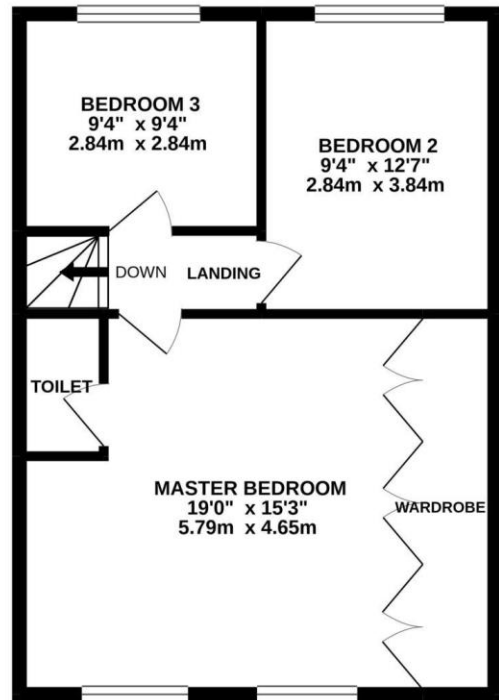 BEDROOM 3
9'4" x 9'4"
2.84m x 2.84m
BEDROOM 2
9'4" x 12'7"
2.84m x 3.84m
DOWN
LANDING
TOILET
MASTER BEDROOM
19'0" x 15'3"
5.79m x 4.65m
WARDROBE